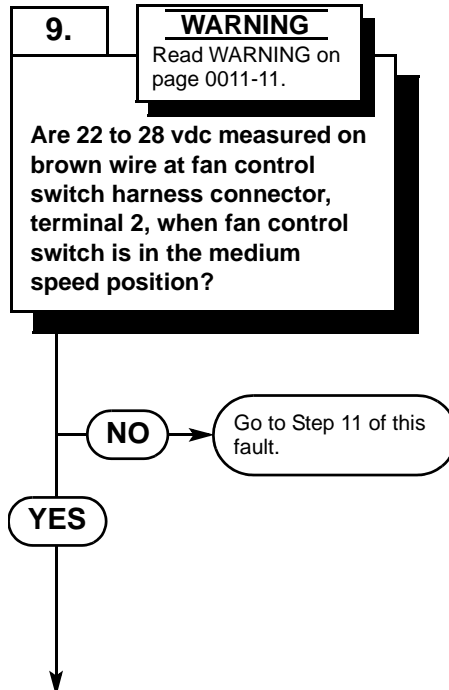 9.
WARNING
Read WARNING on
page 0011-11.
Are 22 to 28 vdc measured on
brown wire at fan control
switch harness connector,
terminal 2, when fan control
switch is in the medium
speed position?
NO
Go to Step 11 of this
fault.
YES